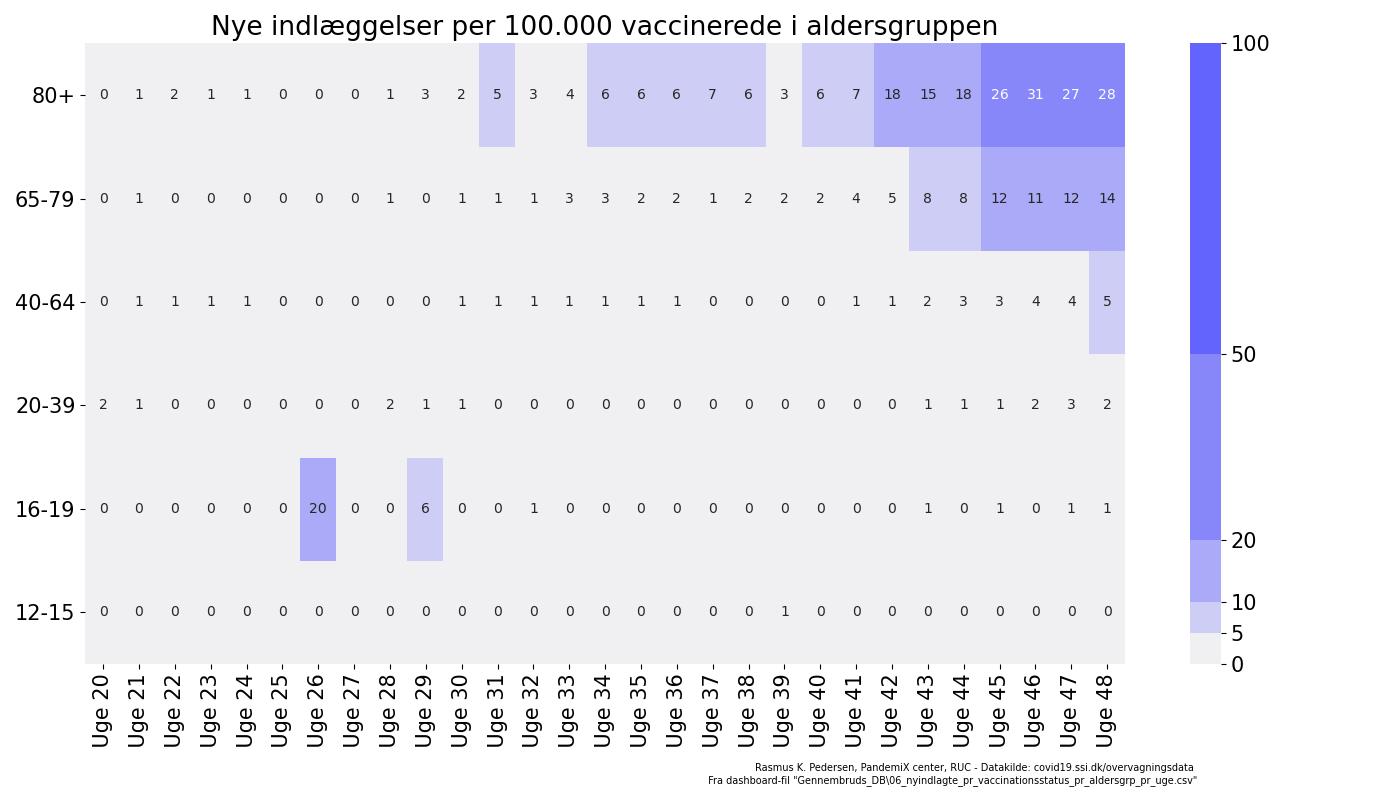 Nye indlæggelser per 100.000 vaccinerede i aldersgruppen
80+ 0 1 2 1 1 0 0 0 1 3 2 5 3 4 6 6 6 7 6 3 6 7 18 15 18 26 31 27 28
65-79 0 1 0 0 0 0 0 0 1 0 1 1 1 3 3 2 2 1 2 2 2 4 5 8 8 12 11 12 14
40-64 0 1 1 1 1 0 0 0 0 0 1 1 1 1 1 1 1 0 0 0 0 1 1 2 3 3 4 4 5
20-39 2 1 0 0 0 0 0 0 2 1 1 0 0 0 0 0 0 0 0 0 0 0 0 1 1 1 2 3 2
16-19 0 0 0 0 0 0 20 0 0 6 0 0 1 0 0 0 0 0 0 0 0 0 0 1 0 1 0 1 1
12-15 0 0 0 0 0 0 0 0 0 0 0 0 0 0 0 0 0 0 0 1 0 0 0 0 0 0 0 0 0
Uge 20 Uge 21 Uge 22 Uge 23 Uge 24 Uge 25 Uge 26 Uge 27 Uge 28 Uge 29 Uge 30 Uge 31 Uge 32 Uge 33 Uge 34 Uge 35 Uge 36 Uge 37 Uge 38 Uge 39 Uge 40 Uge 41 Uge 42 Uge 43 Uge 44 Uge 45 Uge 46 Uge 47 Uge 48
100
50
20
10
5
0
Rasmus K. Pedersen, PandemiX center, RUC - Datakilde: covid19.ssi.dk/overvagningsdata
Fra dashboard-fil "Gennembruds_DB\06_nyindlagte_pr_vaccinationsstatus_pr_aldersgrp_pr_uge.csv"